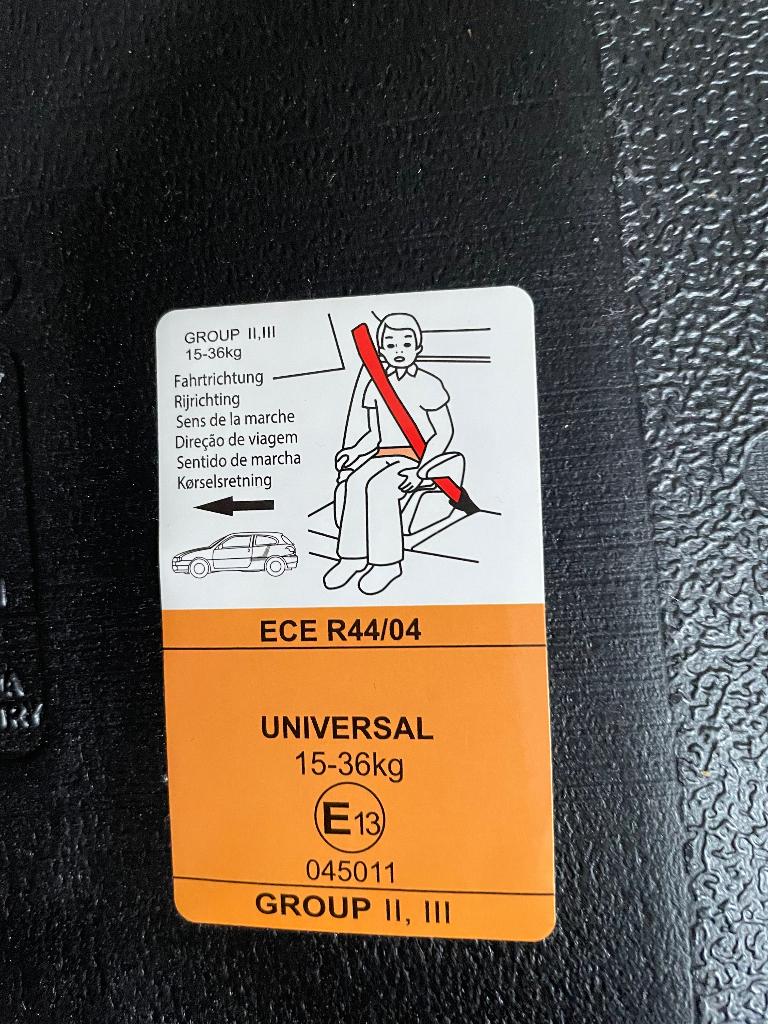 GROUP II,III
15-36kg
Fahrtrichtung
Rijrichting
Sens de la marche
Direção de viagem
Sentido de marcha
Kørselsretning
ECE R44/04
UNIVERSAL
15-36kg
E13
045011
GROUP II, III